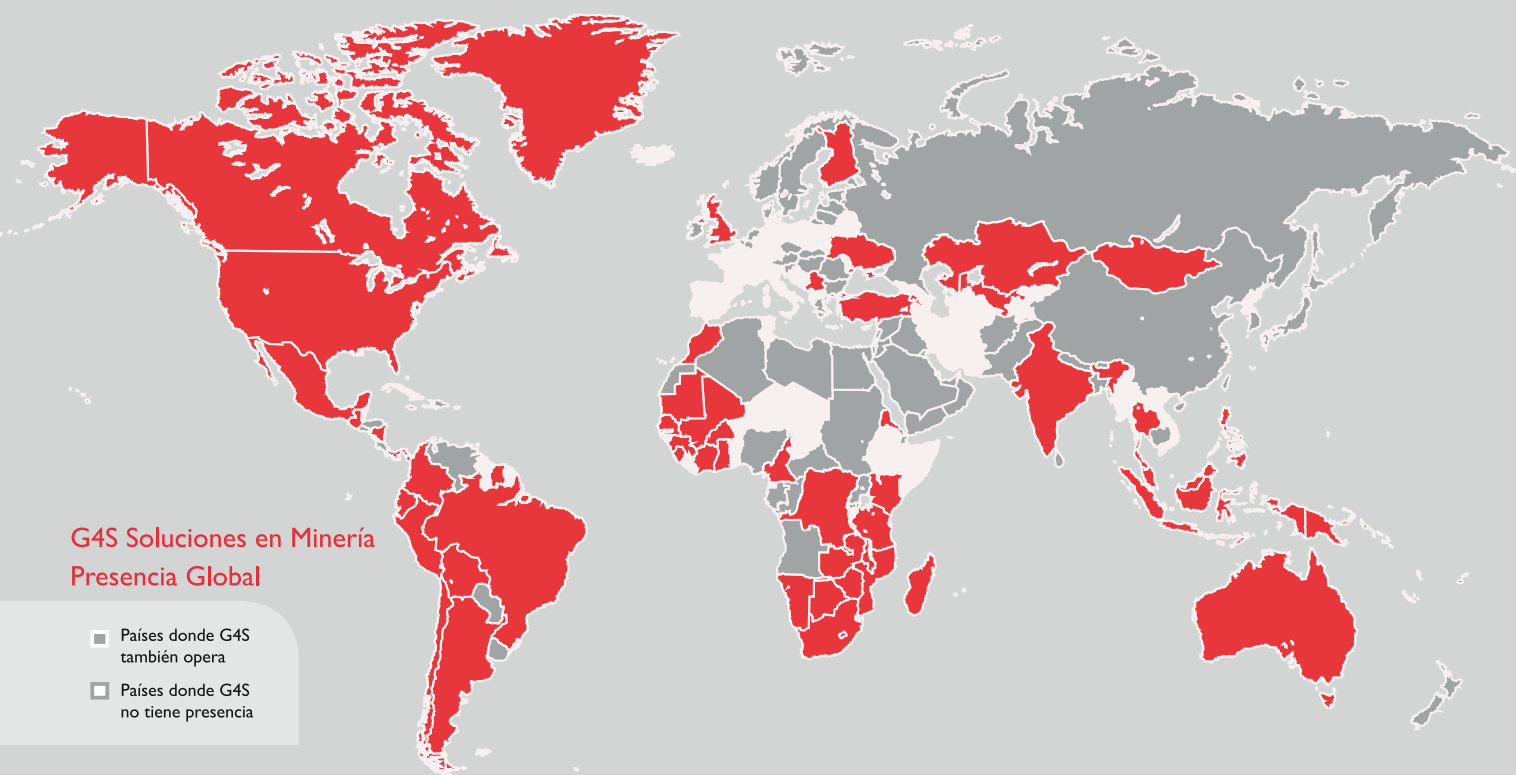 G4S Soluciones en Minería
Presencia Global
Países donde G4S
también opera
Países donde G4S
no tiene presencia